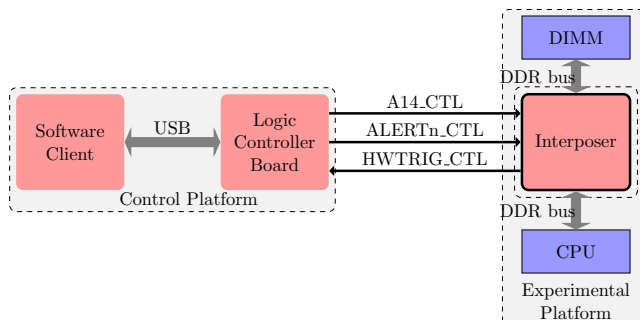 DIMM
DDR bus
A14_CTL
Software
Client
USB
Logic
Controller
Board
ALERTn_CTL
Interposer
HWTRIG_CTL
Control Platform
DDR bus
CPU
Experimental
Platform